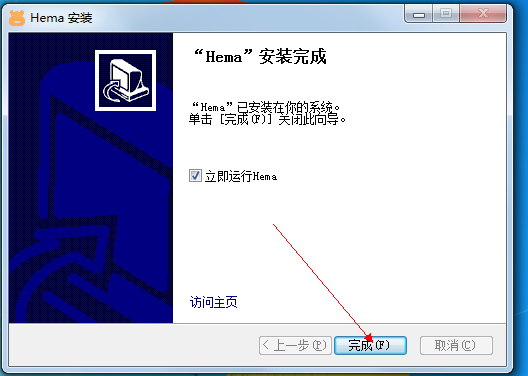 Hema 安装
“Hema”安装完成
“Hema”已安装在你的系统。
单击 [完成(F)] 关闭此向导。
立即运行Hema
访问主页
< 上一步(P)
完成(F)
取消(C)